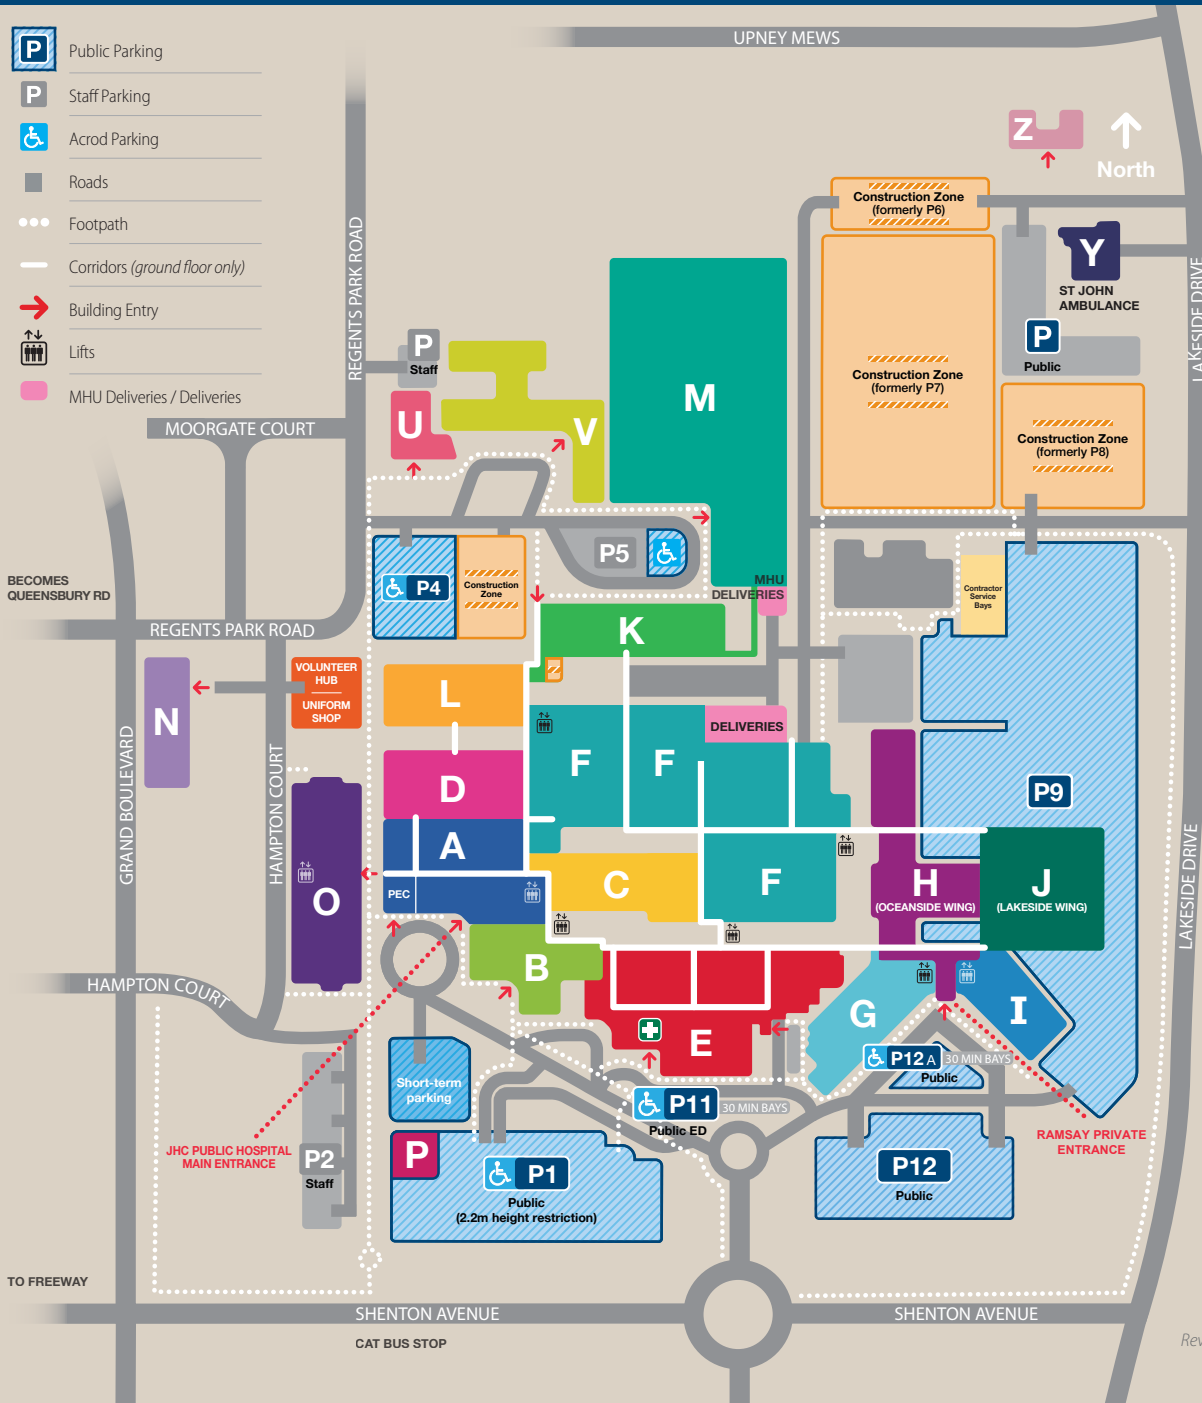 UPNEY MEWS
P Public Parking
P Staff Parking
Acrod Parking
Roads
Footpath
Corridors (ground floor only)
Building Entry
Lifts
MHU Deliveries / Deliveries
Z
North
Construction Zone
(formerly P6)
Y
ST JOHN
AMBULANCE
LAKESIDE DRIVE
REGENTS PARK ROAD
P
Staff
P
Public
M
Construction Zone
(formerly P7)
Construction Zone
(formerly P8)
U
V
MOORGATE COURT
P5
P4
Construction
Zone
BECOMES
QUEENSBURY RD
MHU
DELIVERIES
Contractor
Service
Bays
REGENTS PARK ROAD
K
VOLUNTEER
HUB
UNIFORM
SHOP
N
L
DELIVERIES
F
F
D
P9
GRAND BOULEVARD
HAMPTON COURT
A
PEC
O
C
F
H
(OCEANSIDE WING)
J
(LAKESIDE WING)
LAKESIDE DRIVE
B
HAMPTON COURT
E
G
I
P12 A
30 MIN BAYS
Public
Short-term
parking
P11
30 MIN BAYS
Public ED
JHC PUBLIC HOSPITAL
MAIN ENTRANCE
P2
Staff
P
P1
Public
(2.2m height restriction)
P12
Public
RAMSAY PRIVATE
ENTRANCE
TO FREEWAY
SHENTON AVENUE
SHENTON AVENUE
CAT BUS STOP
Rev